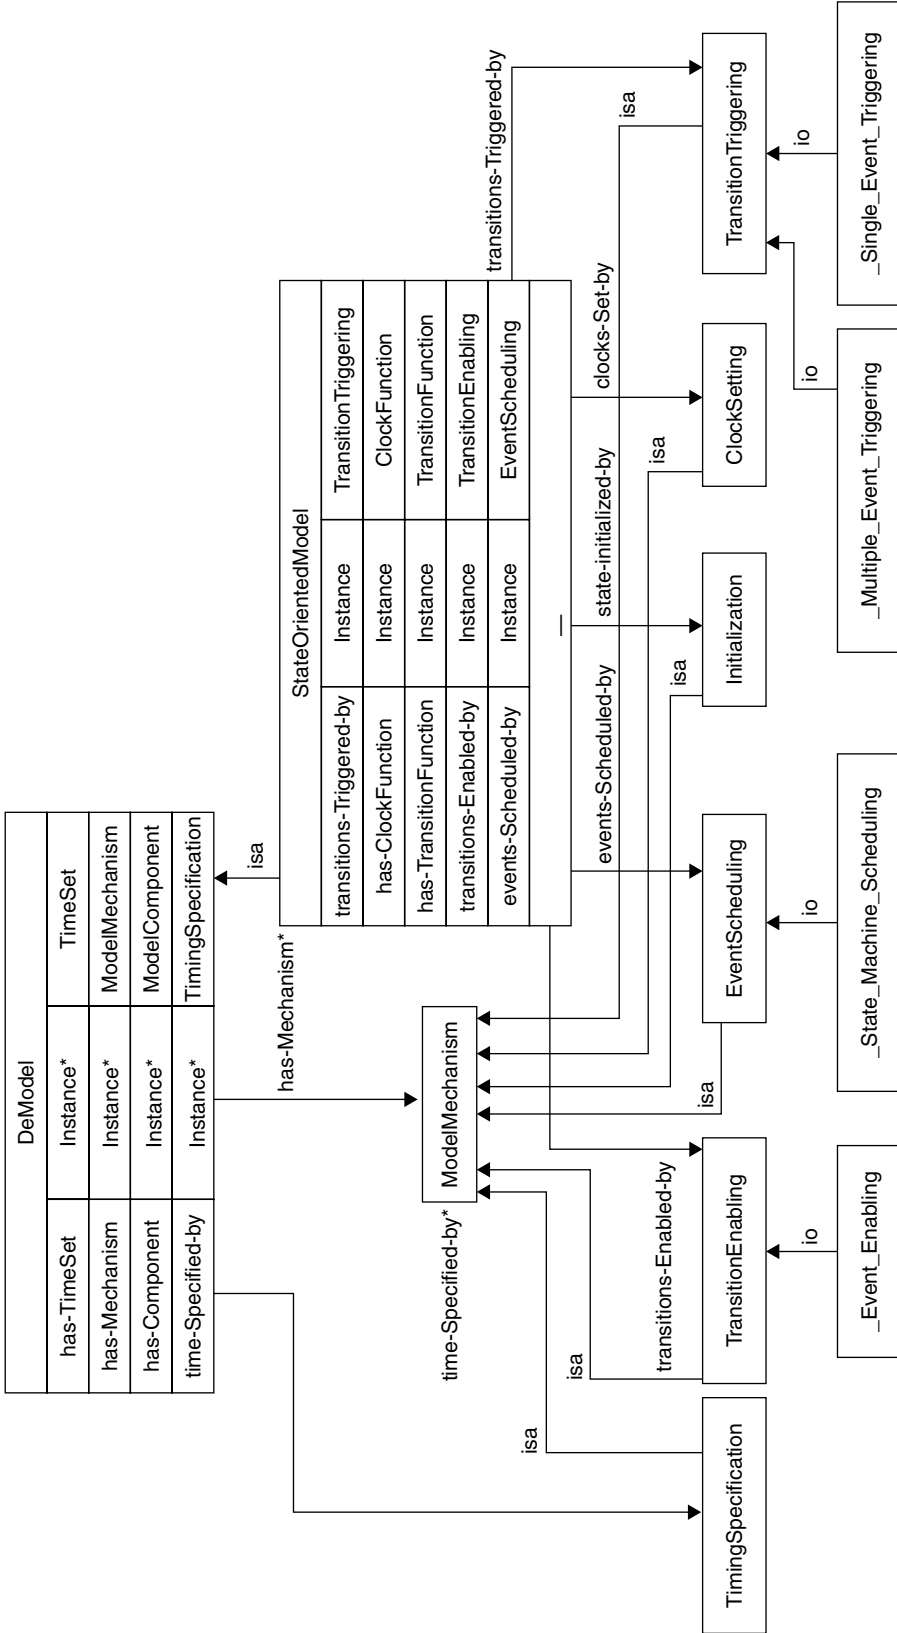 DeModel
has-TimeSet Instance* TimeSet
has-Mechanism Instance* ModelMechanism
has-Component Instance* ModelComponent
time-Specified-by Instance* TimingSpecification
isa
has-Mechanism*
StateOrientedModel
transitions-Triggered-by Instance TransitionTriggering
has-ClockFunction Instance ClockFunction
has-TransitionFunction Instance TransitionFunction
transitions-Enabled-by Instance TransitionEnabling
events-Scheduled-by Instance EventScheduling
—
transitions-Triggered-by
ModelMechanism
time-Specified-by*
events-Scheduled-by
state-initialized-by
clocks-Set-by
isa
isa
isa
isa
transitions-Enabled-by
isa
isa
TimingSpecification
TransitionEnabling
EventScheduling
Initialization
ClockSetting
TransitionTriggering
io
io
io
io
_Event_Enabling
_State_Machine_Scheduling
_Multiple_Event_Triggering
_Single_Event_Triggering